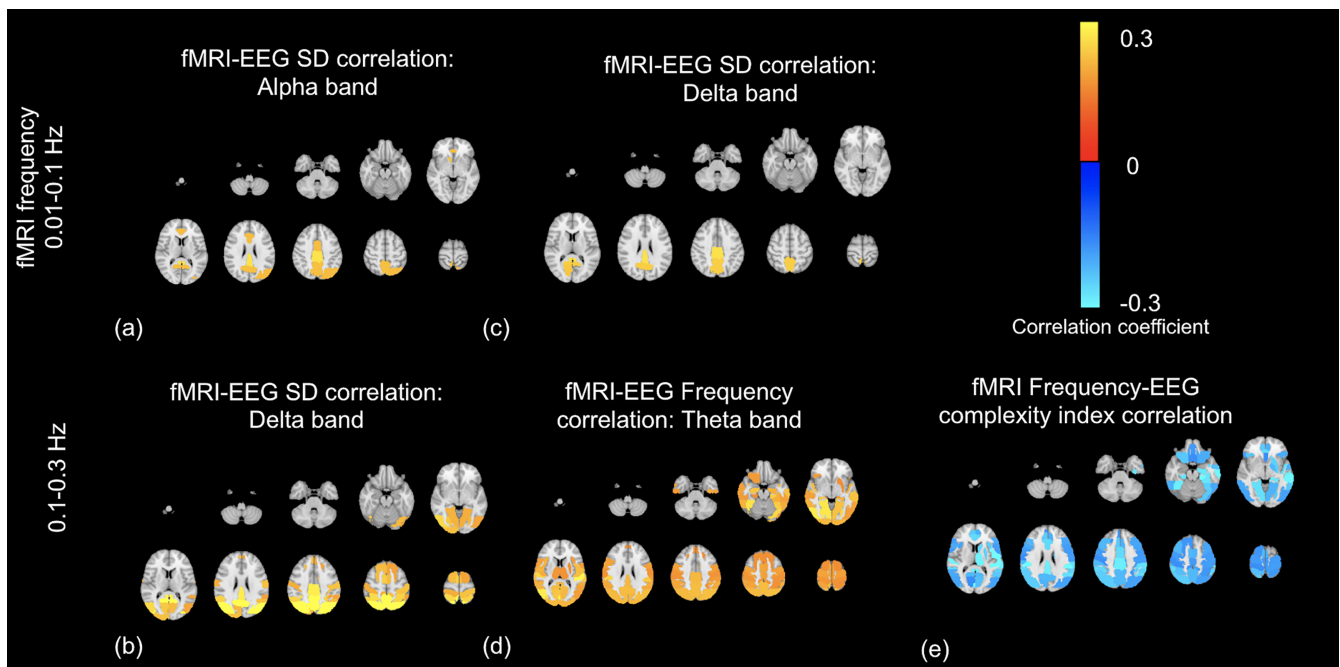 fMRI-EEG SD correlation:
Alpha band
fMRI-EEG SD correlation:
Delta band
0.3
0
-0.3
Correlation coefficient
fMRI frequency
0.01-0.1 Hz
(a)
(c)
fMRI-EEG SD correlation:
Delta band
fMRI-EEG Frequency
correlation: Theta band
fMRI Frequency-EEG
complexity index correlation
0.1-0.3 Hz
(b)
(d)
(e)